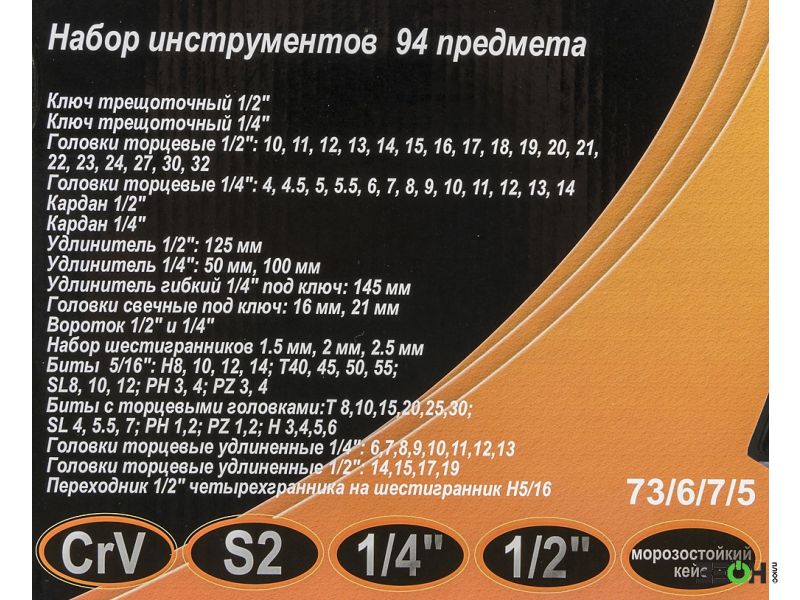 Набор инструментов 94 предмета
Ключ трещоточный 1/2"
Ключ трещоточный 1/4"
Головки торцевые 1/2": 10, 11, 12, 13, 14, 15, 16, 17, 18, 19, 20, 21,
22, 23, 24, 27, 30, 32
Головки торцевые 1/4": 4, 4.5, 5, 5.5, 6, 7, 8, 9, 10, 11, 12, 13, 14
Кардан 1/2"
Кардан 1/4"
Удлинитель 1/2": 125 мм
Удлинитель 1/4": 50 мм, 100 мм
Удлинитель гибкий 1/4" под ключ: 145 мм
Головки свечные под ключ: 16 мм, 21 мм
Вороток 1/2" и 1/4"
Набор шестигранников 1.5 мм, 2 мм, 2.5 мм
Биты 5/16": H8, 10, 12, 14; T40, 45, 50, 55;
SL8, 10, 12; PH 3, 4; PZ 3, 4
Биты с торцевыми головками:T 8,10,15,20,25,30;
SL 4, 5.5, 7; PH 1,2; PZ 1,2; H 3,4,5,6
Головки торцевые удлиненные 1/4": 6,7,8,9,10,11,12,13
Головки торцевые удлиненные 1/2": 14,15,17,19
Переходник 1/2" четырехгранника на шестигранник H5/16
73/6/7/5
CrV S2 1/4" 1/2" морозостойкий
кейс
плюс